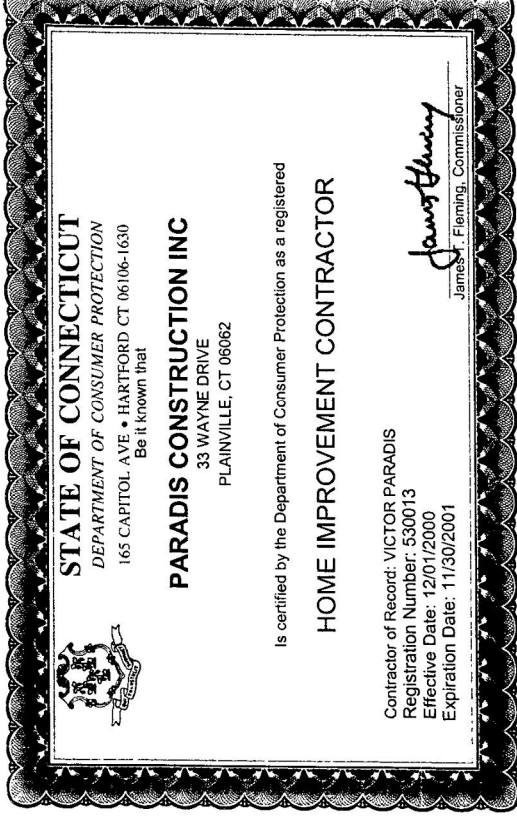 STATE OF CONNECTICUT
DEPARTMENT OF CONSUMER PROTECTION
165 CAPITOL AVE • HARTFORD CT 06106-1630
Be it known that
PARADIS CONSTRUCTION INC
33 WAYNE DRIVE
PLAINVILLE, CT 06062
Is certified by the Department of Consumer Protection as a registered
HOME IMPROVEMENT CONTRACTOR
Contractor of Record: VICTOR PARADIS
Registration Number: 530013
Effective Date: 12/01/2000
Expiration Date: 11/30/2001
James T. Fleming, Commissioner